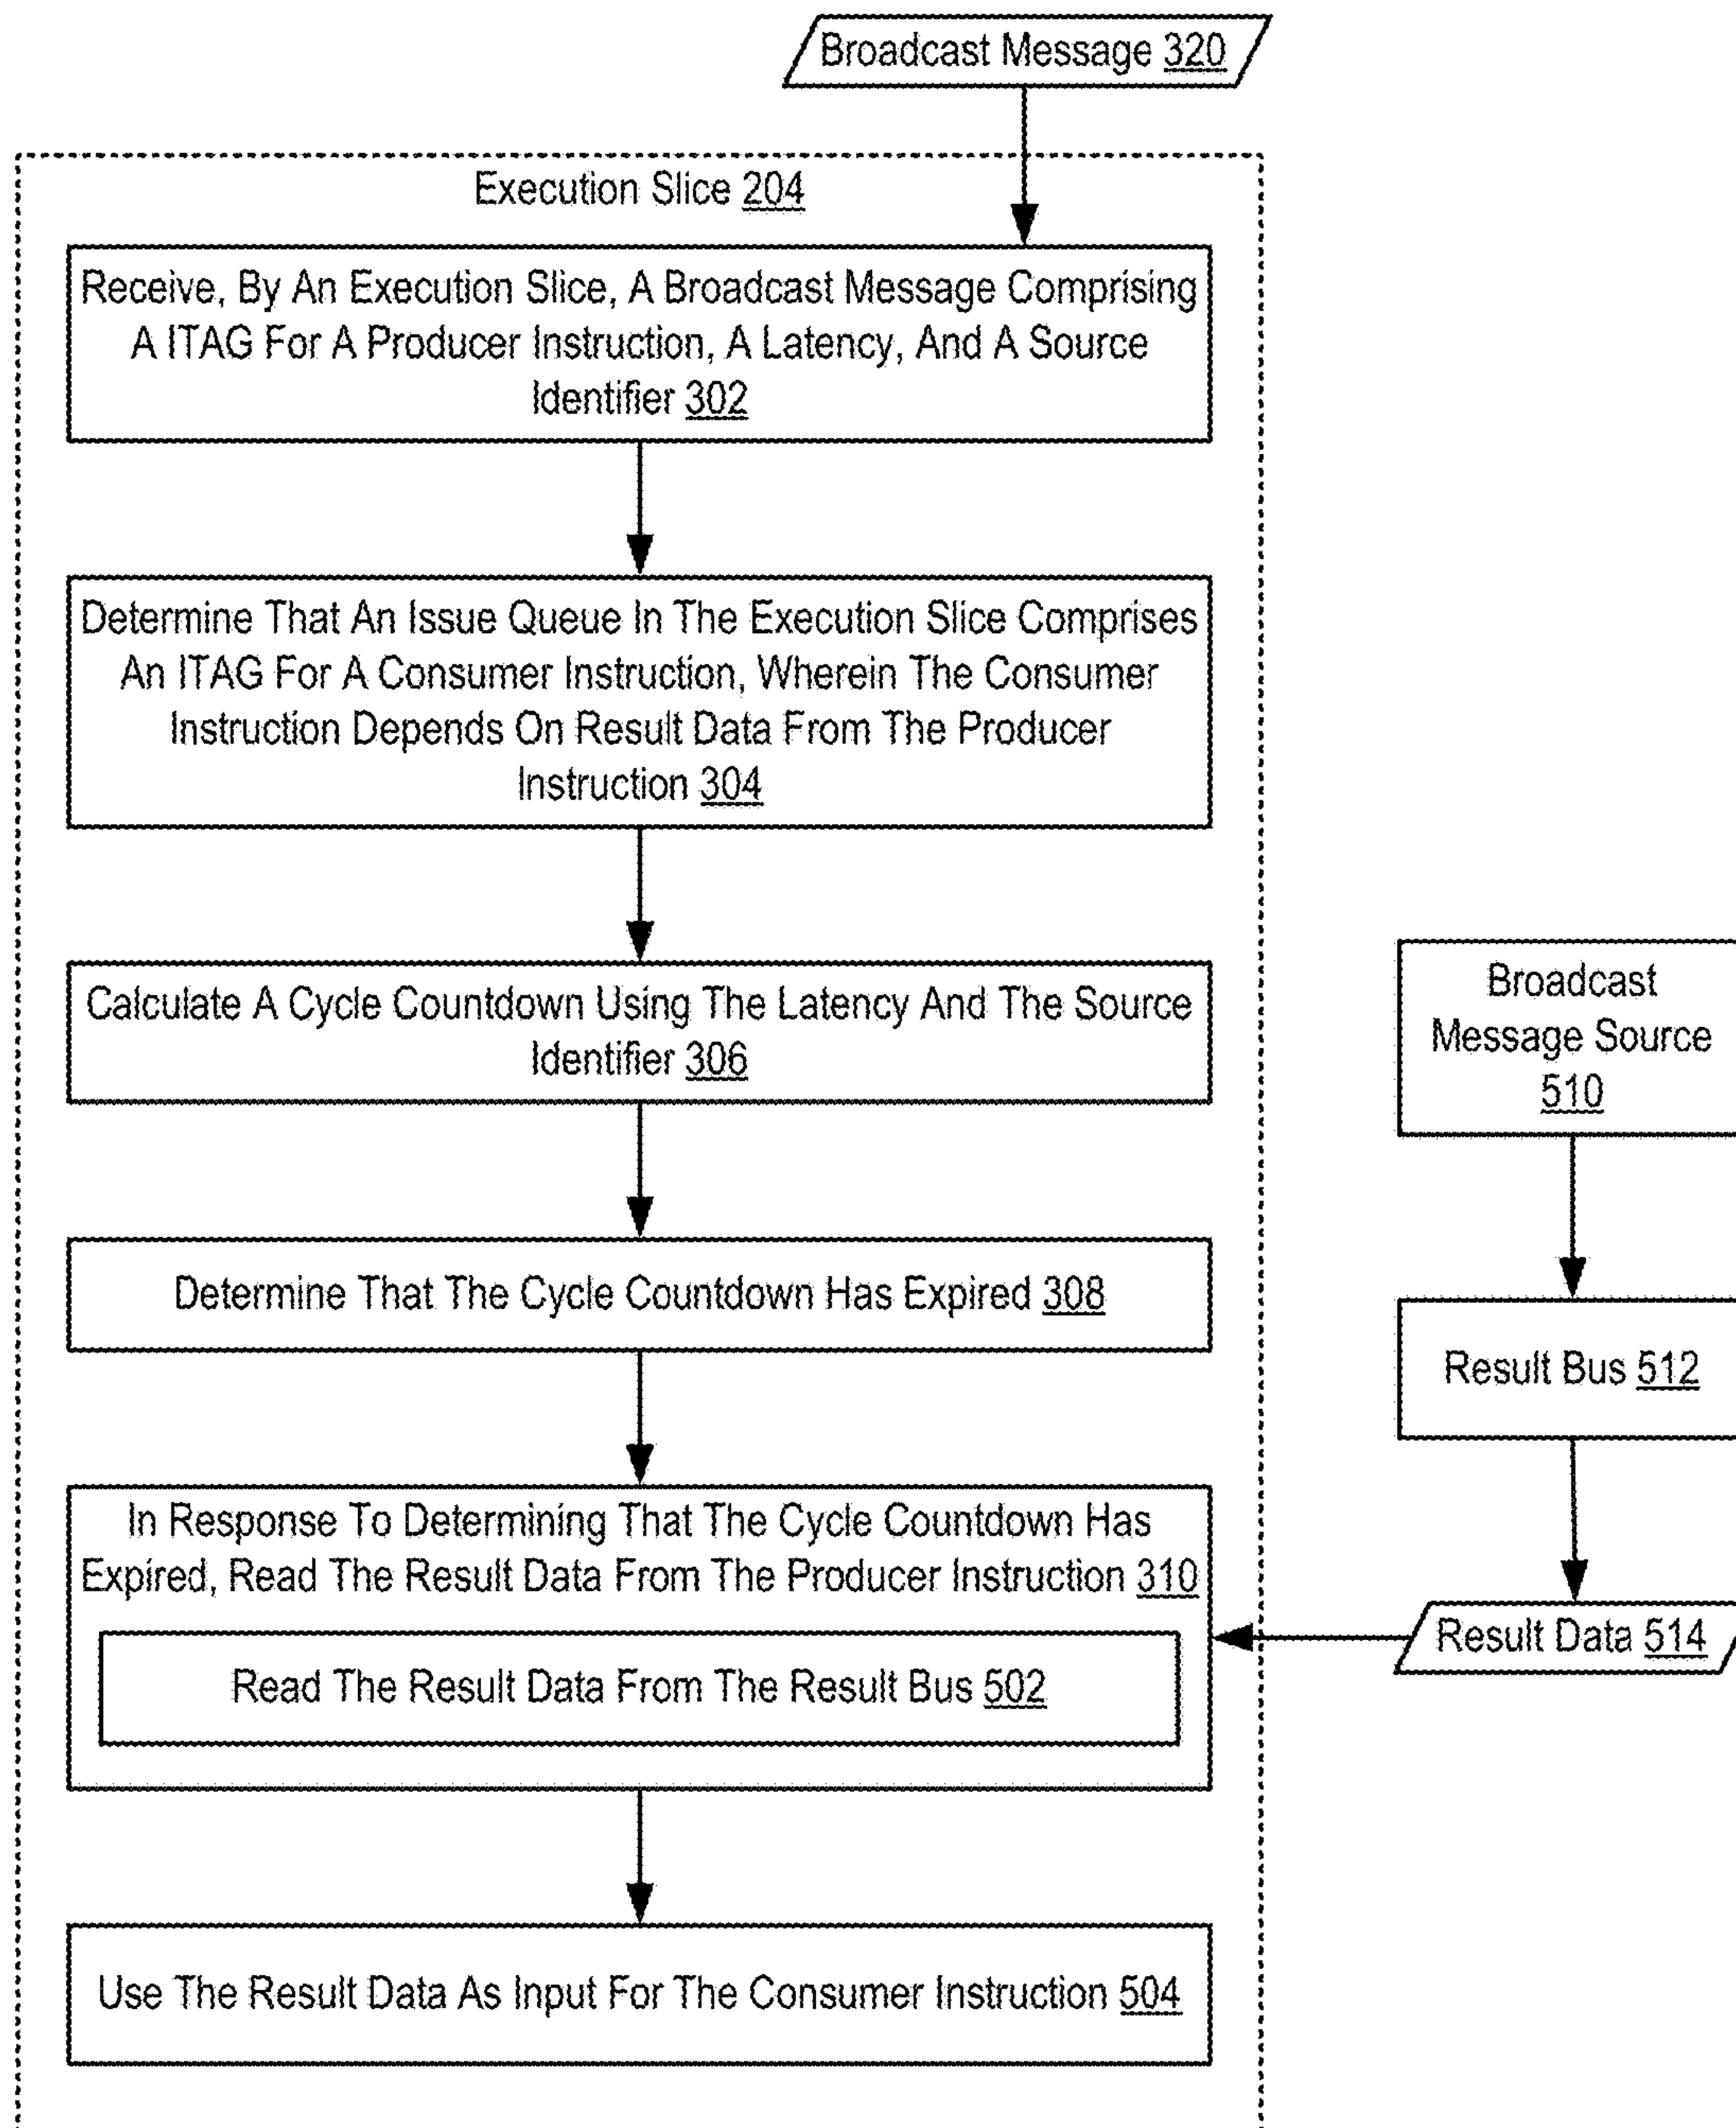 Broadcast Message 320
Execution Slice 204
Receive, By An Execution Slice, A Broadcast Message Comprising
A ITAG For A Producer Instruction, A Latency, And A Source
Identifier 302
Determine That An Issue Queue In The Execution Slice Comprises
An ITAG For A Consumer Instruction, Wherein The Consumer
Instruction Depends On Result Data From The Producer
Instruction 304
Calculate A Cycle Countdown Using The Latency And The Source
Identifier 306
Broadcast
Message Source
510
Determine That The Cycle Countdown Has Expired 308
Result Bus 512
In Response To Determining That The Cycle Countdown Has
Expired, Read The Result Data From The Producer Instruction 310
Result Data 514
Read The Result Data From The Result Bus 502
Use The Result Data As Input For The Consumer Instruction 504